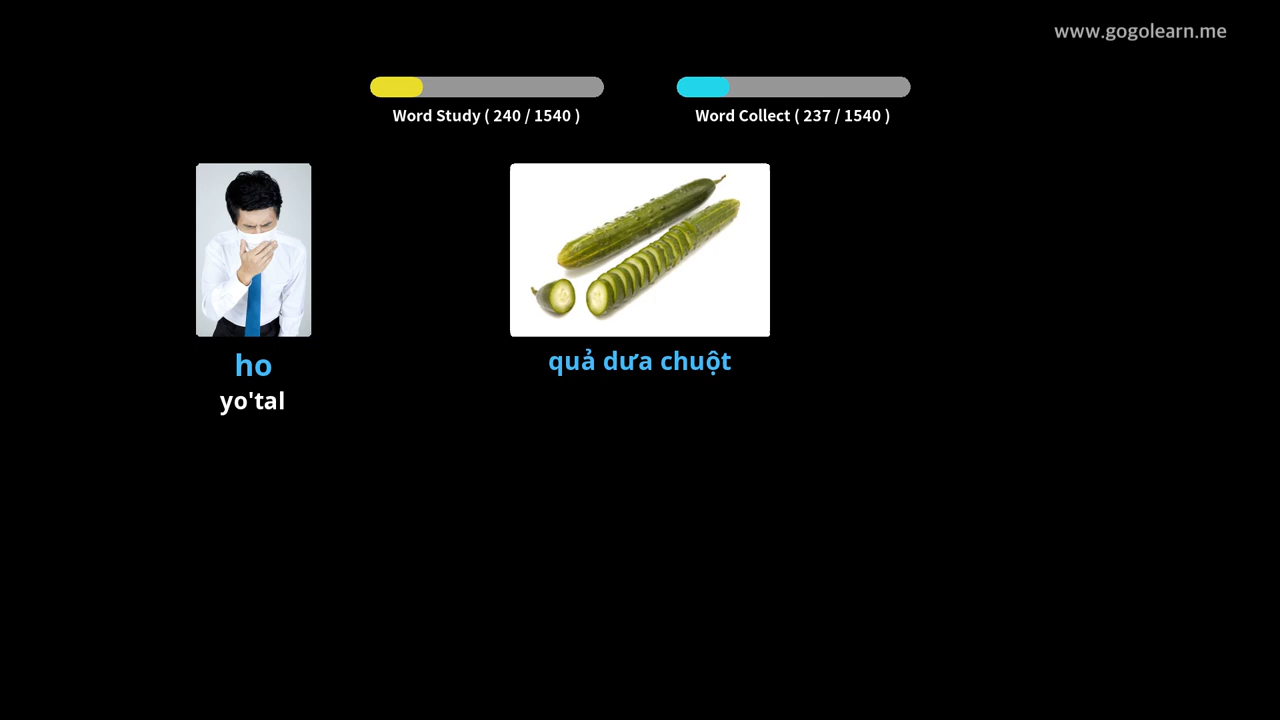 www.gogolearn.me
Word Study ( 240 / 1540 )
Word Collect ( 237 / 1540 )
ho
yo'tal
quả dưa chuột